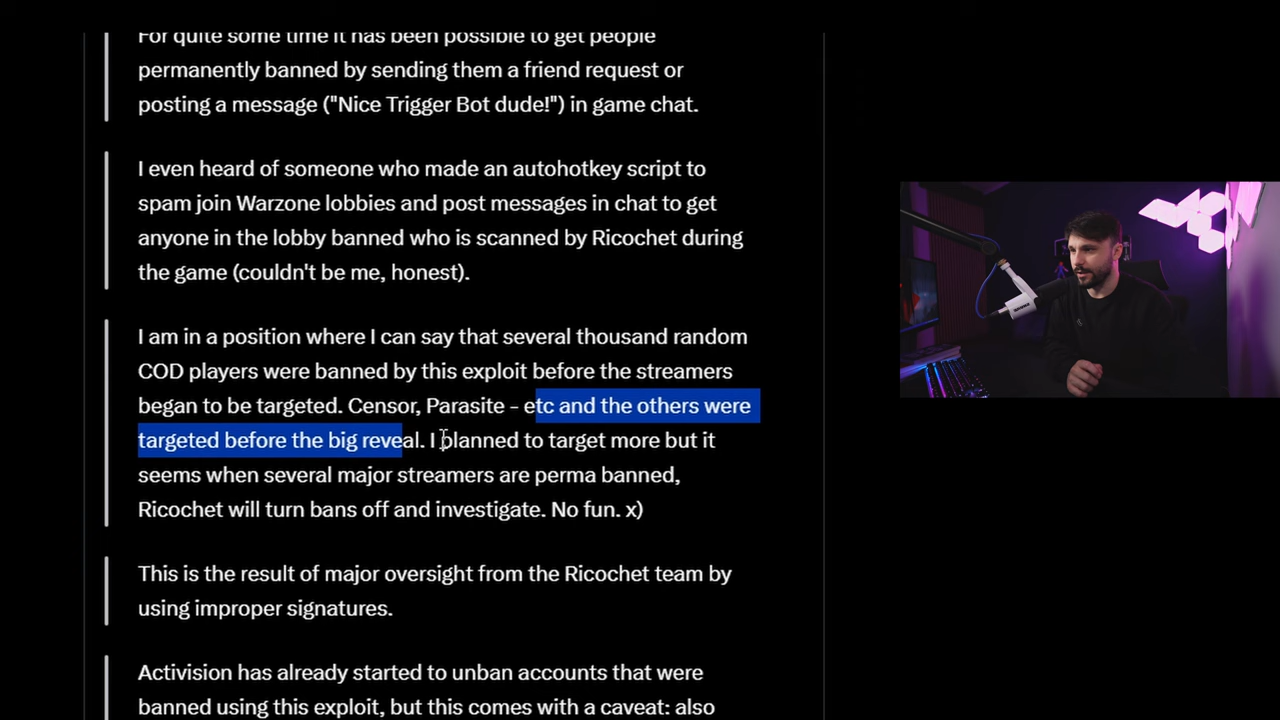 For quite some time it has been possible to get people
permanently banned by sending them a friend request or
posting a message ("Nice Trigger Bot dude!") in game chat.
I even heard of someone who made an autohotkey script to
spam join Warzone lobbies and post messages in chat to get
anyone in the lobby banned who is scanned by Ricochet during
the game (couldn't be me, honest).
I am in a position where I can say that several thousand random
COD players were banned by this exploit before the streamers
began to be targeted. Censor, Parasite - etc and the others were
targeted before the big reveal. I planned to target more but it
seems when several major streamers are perma banned,
Ricochet will turn bans off and investigate. No fun. x)
This is the result of major oversight from the Ricochet team by
using improper signatures.
Activision has already started to unban accounts that were
banned using this exploit, but this comes with a caveat: also